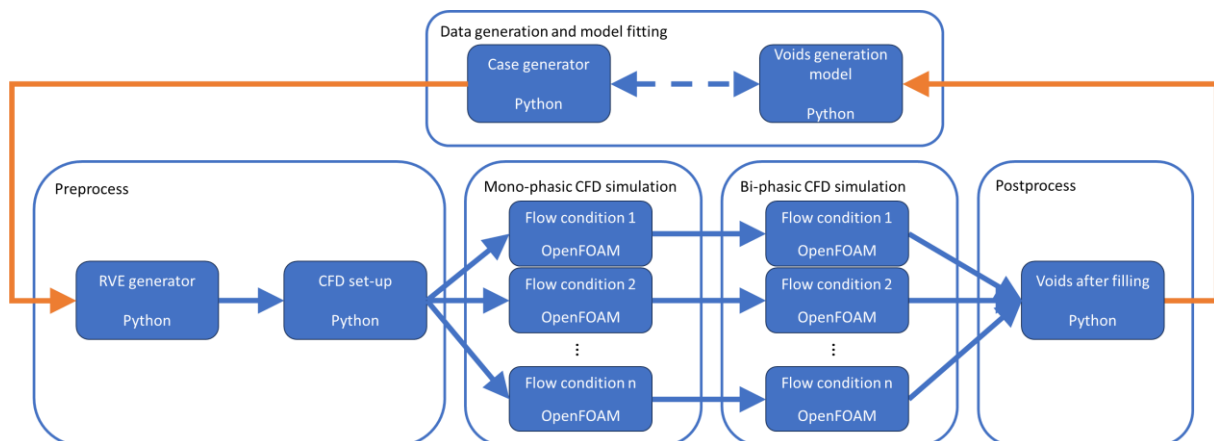 Data generation and model fitting
Case generator
Python
Voids generation
model
Python
Preprocess
RVE generator
Python
CFD set-up
Python
Mono-phasic CFD simulation
Flow condition 1
OpenFOAM
Flow condition 2
OpenFOAM
...
Flow condition n
OpenFOAM
Bi-phasic CFD simulation
Flow condition 1
OpenFOAM
Flow condition 2
OpenFOAM
...
Flow condition n
OpenFOAM
Postprocess
Voids after filling
Python